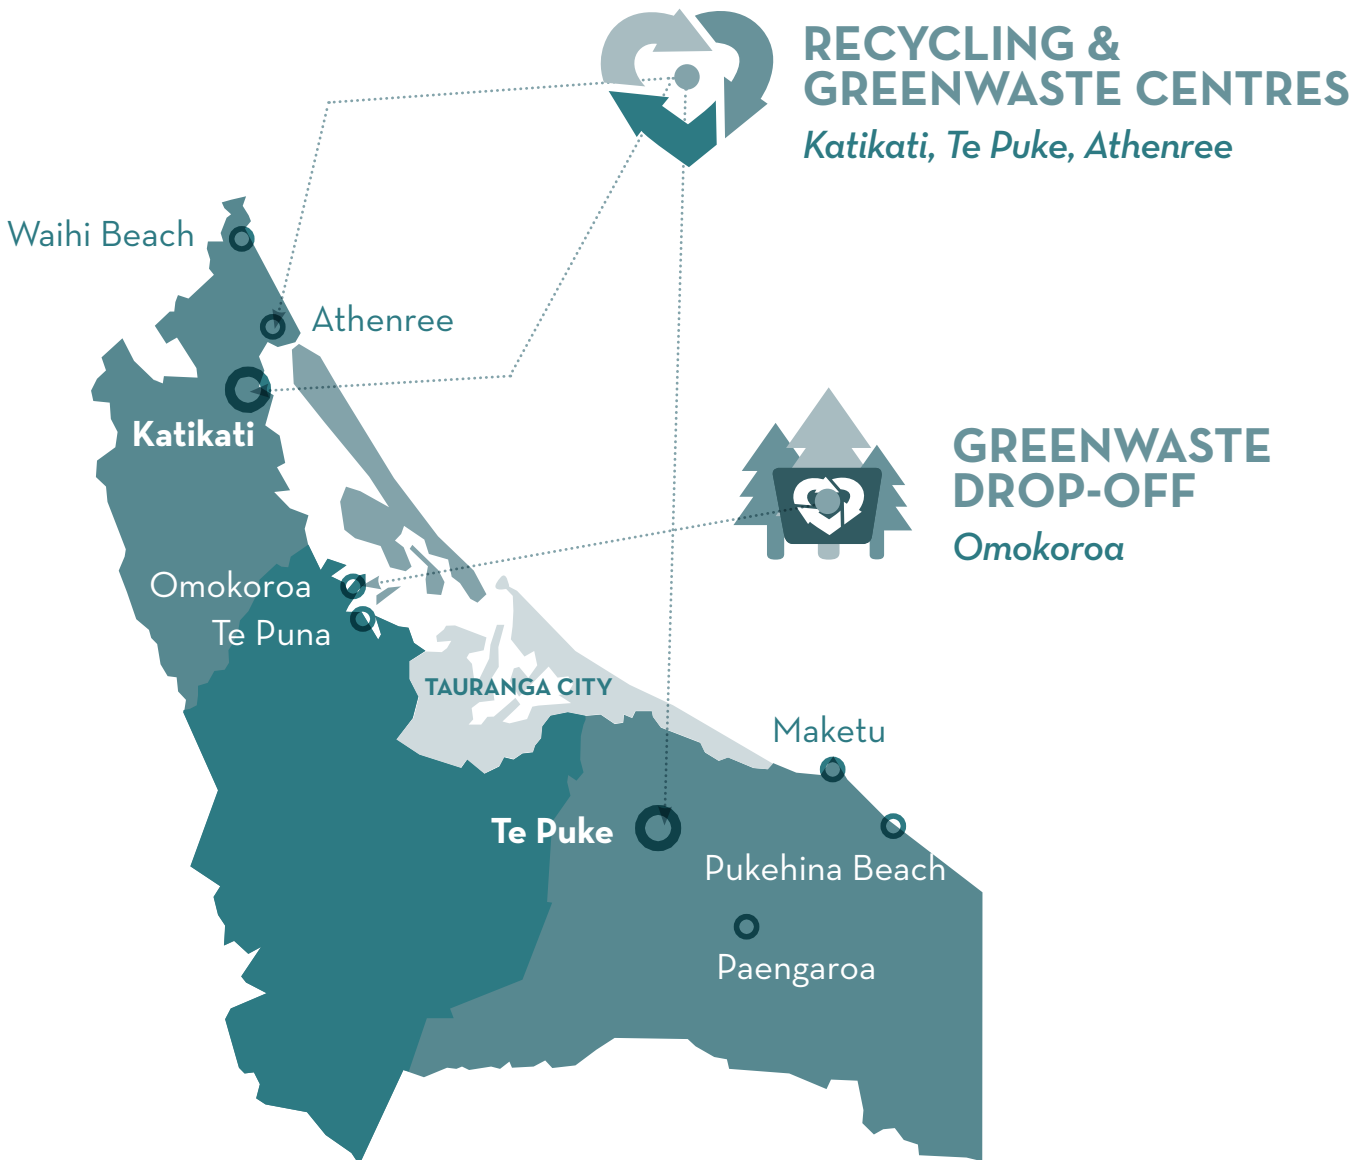 RECYCLING &
GREENWASTE CENTRES
Katikati, Te Puke, Athenree
Waihi Beach
Athenree
Katikati
GREENWASTE
DROP-OFF
Omokoroa
Omokoroa
Te Puna
TAURANGA CITY
Maketu
Te Puke
Pukehina Beach
Paengaroa